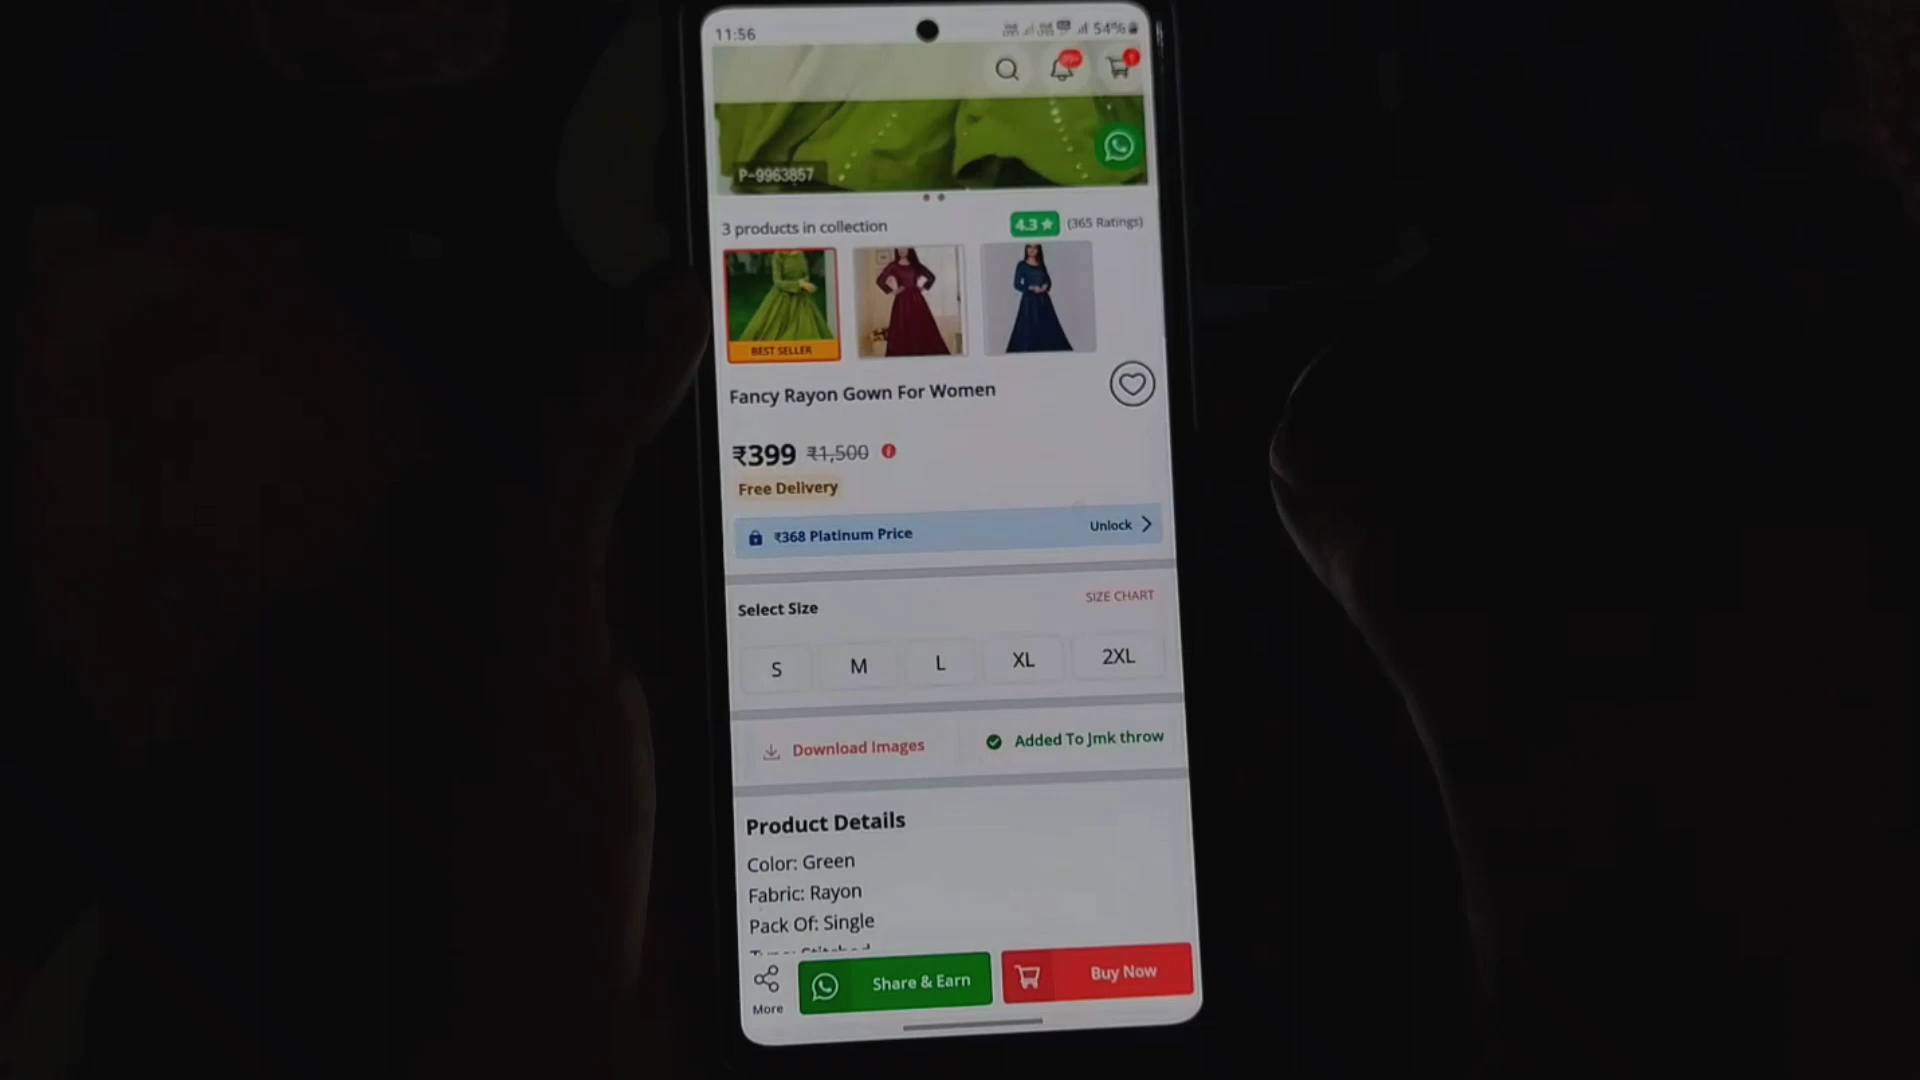 11:56
54%
99+
1
P-9963857
3 products in collection
4.3 ★ (365 Ratings)
BEST SELLER
Fancy Rayon Gown For Women
₹399 ₹1,500
Free Delivery
₹368 Platinum Price Unlock
Select Size SIZE CHART
S M L XL 2XL
Download Images Added To Jmk throw
Product Details
Color: Green
Fabric: Rayon
Pack Of: Single
More Share & Earn Buy Now